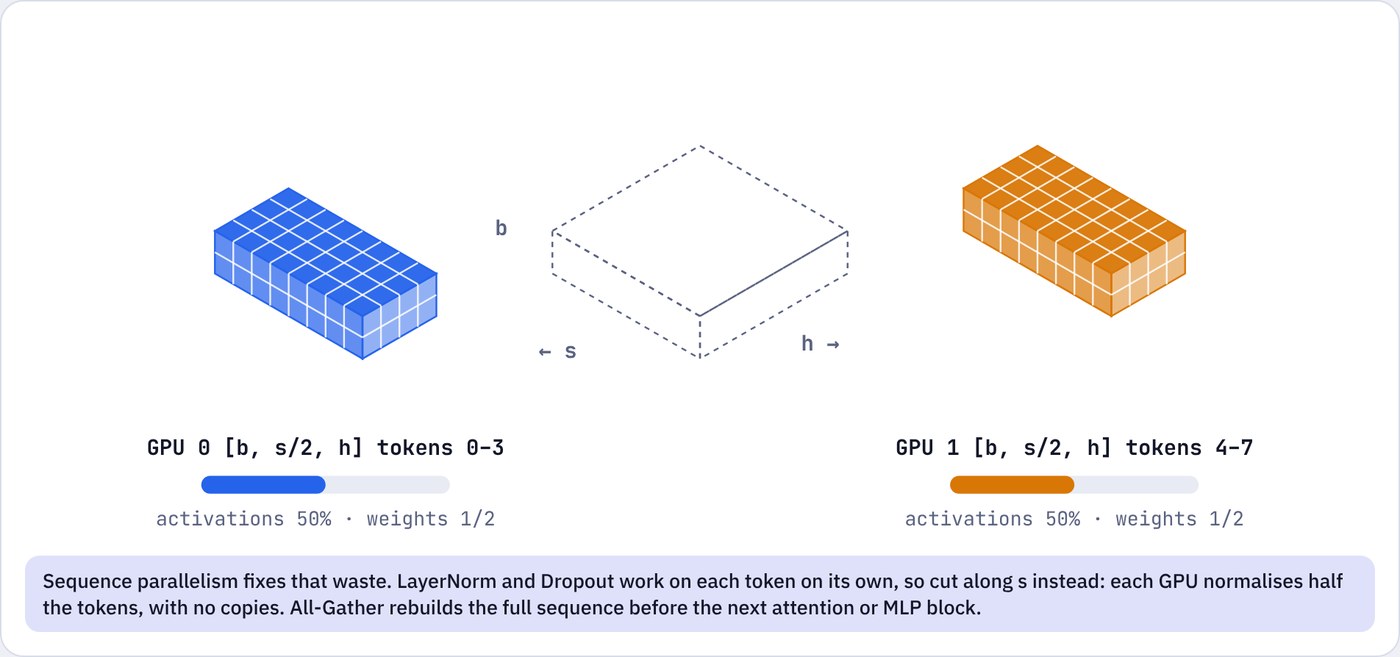 b
← s
h →
GPU 0 [b, s/2, h] tokens 0–3
GPU 1 [b, s/2, h] tokens 4–7
activations 50% · weights 1/2
activations 50% · weights 1/2
Sequence parallelism fixes that waste. LayerNorm and Dropout work on each token on its own, so cut along s instead: each GPU normalises half
the tokens, with no copies. All-Gather rebuilds the full sequence before the next attention or MLP block.